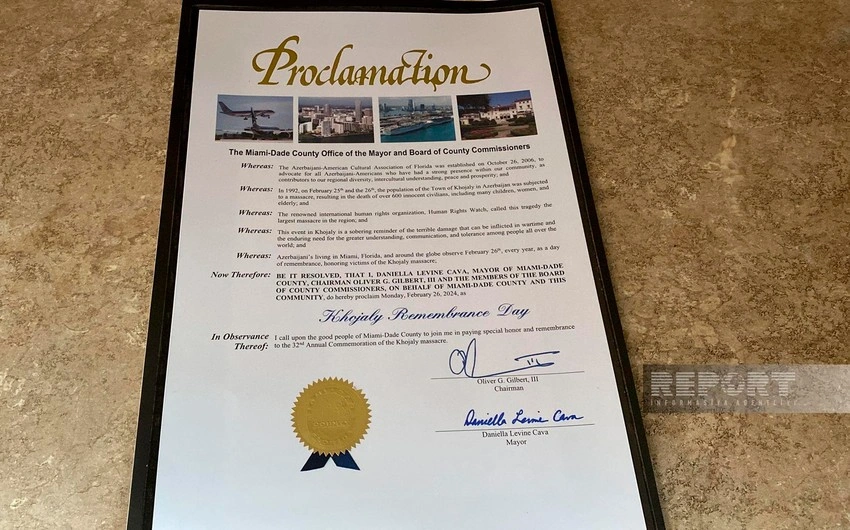 Proclamation
The Miami-Dade County Office of the Mayor and Board of County Commissioners
Whereas: The Azerbaijani-American Cultural Association of Florida was established on October 26, 2006, to
advocate for all Azerbaijani-Americans who have had a strong presence within our community, as
contributors to our regional diversity, intercultural understanding, peace and prosperity; and
Whereas: In 1992, on February 25th and the 26th, the population of the Town of Khojaly in Azerbaijan was subjected
to a massacre, resulting in the death of over 600 innocent civilians, including many children, women, and
elderly; and
Whereas: The renowned international human rights organization, Human Rights Watch, called this tragedy the
largest massacre in the region; and
Whereas: This event in Khojaly is a sobering reminder of the terrible damage that can be inflicted in wartime and
the enduring need for the greater understanding, communication, and tolerance among people all over the
world; and
Whereas: Azerbaijani's living in Miami, Florida, and around the globe observe February 26th, every year, as a day
of remembrance, honoring victims of the Khojaly massacre;
Now Therefore: BE IT RESOLVED, THAT I, DANIELLA LEVINE CAVA, MAYOR OF MIAMI-DADE
COUNTY, CHAIRMAN OLIVER G. GILBERT, III AND THE MEMBERS OF THE BOARD
OF COUNTY COMMISSIONERS, ON BEHALF OF MIAMI-DADE COUNTY AND THIS
COMMUNITY, do hereby proclaim Monday, February 26, 2024, as
Khojaly Remembrance Day
In Observance Thereof: I call upon the good people of Miami-Dade County to join me in paying special honor and remembrance
to the 32nd Annual Commemoration of the Khojaly massacre.
Oliver G. Gilbert, III
Chairman
Daniella Levine Cava
Daniella Levine Cava
Mayor
REPORT
İNFORMASİYA AGENTLİYİ